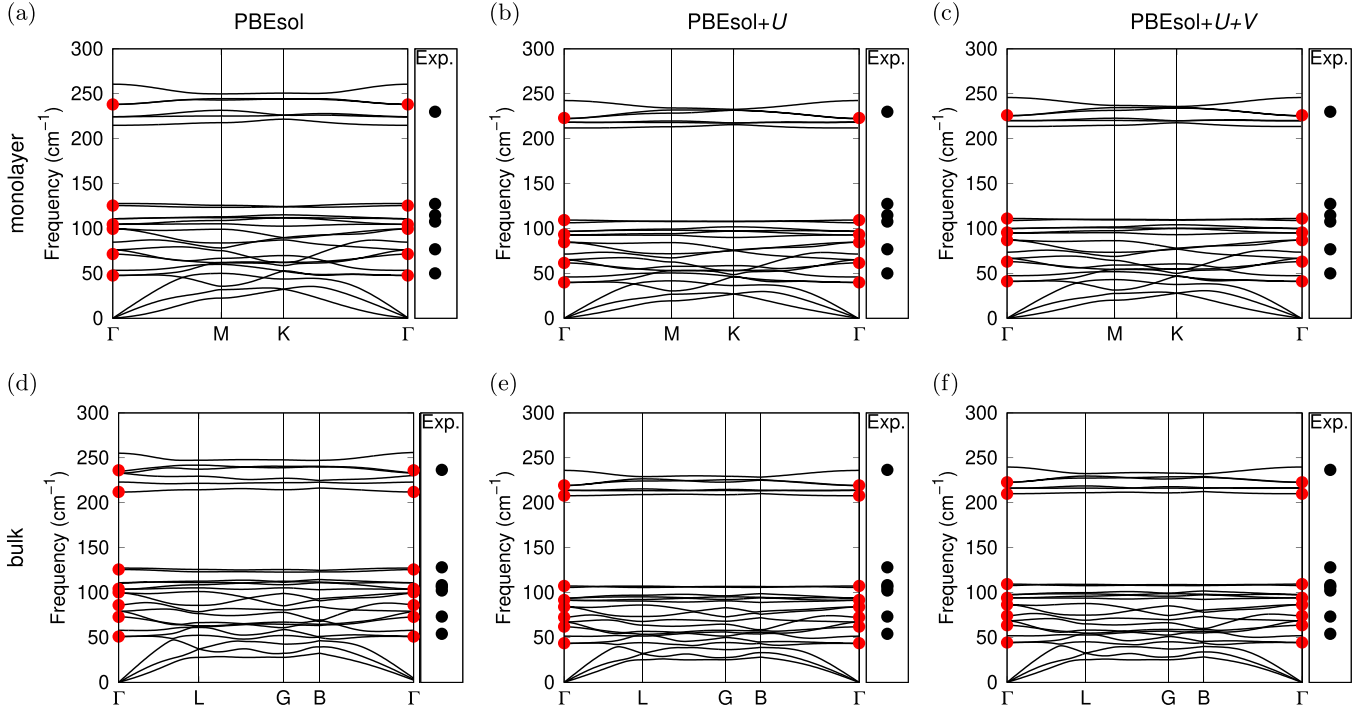 (a) PBEsol (b) PBEsol+U (c) PBEsol+U+V
monolayer
Frequency (cm⁻¹)
300
250
200
150
100
50
0
Γ M K Γ
Exp.
Frequency (cm⁻¹)
300
250
200
150
100
50
0
Γ M K Γ
Exp.
Frequency (cm⁻¹)
300
250
200
150
100
50
0
Γ M K Γ
Exp.
(d) (e) (f)
bulk
Frequency (cm⁻¹)
300
250
200
150
100
50
0
Γ L G B Γ
Exp.
Frequency (cm⁻¹)
300
250
200
150
100
50
0
Γ L G B Γ
Exp.
Frequency (cm⁻¹)
300
250
200
150
100
50
0
Γ L G B Γ
Exp.